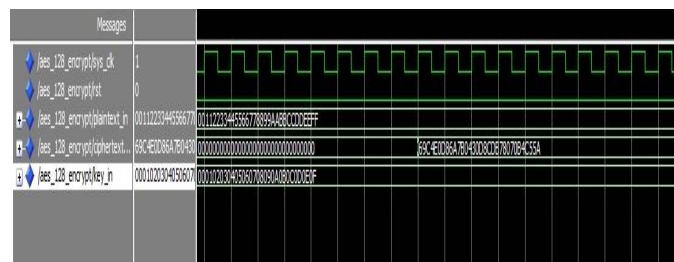 Messages
/aes_128_encrypt/sys_clk 1
/aes_128_encrypt/rst 0
/aes_128_encrypt/plaintext_in 0011223344556677 00112233445566778899AABBCCDDEEFF
/aes_128_encrypt/ciphertext... 69C4E0D86A7B0430 00000000000000000000000000000000 69C4E0D86A7B0430D8CDB78070B4C55A
/aes_128_encrypt/key_in 0001020304050607 000102030405060708090A0B0C0D0E0F